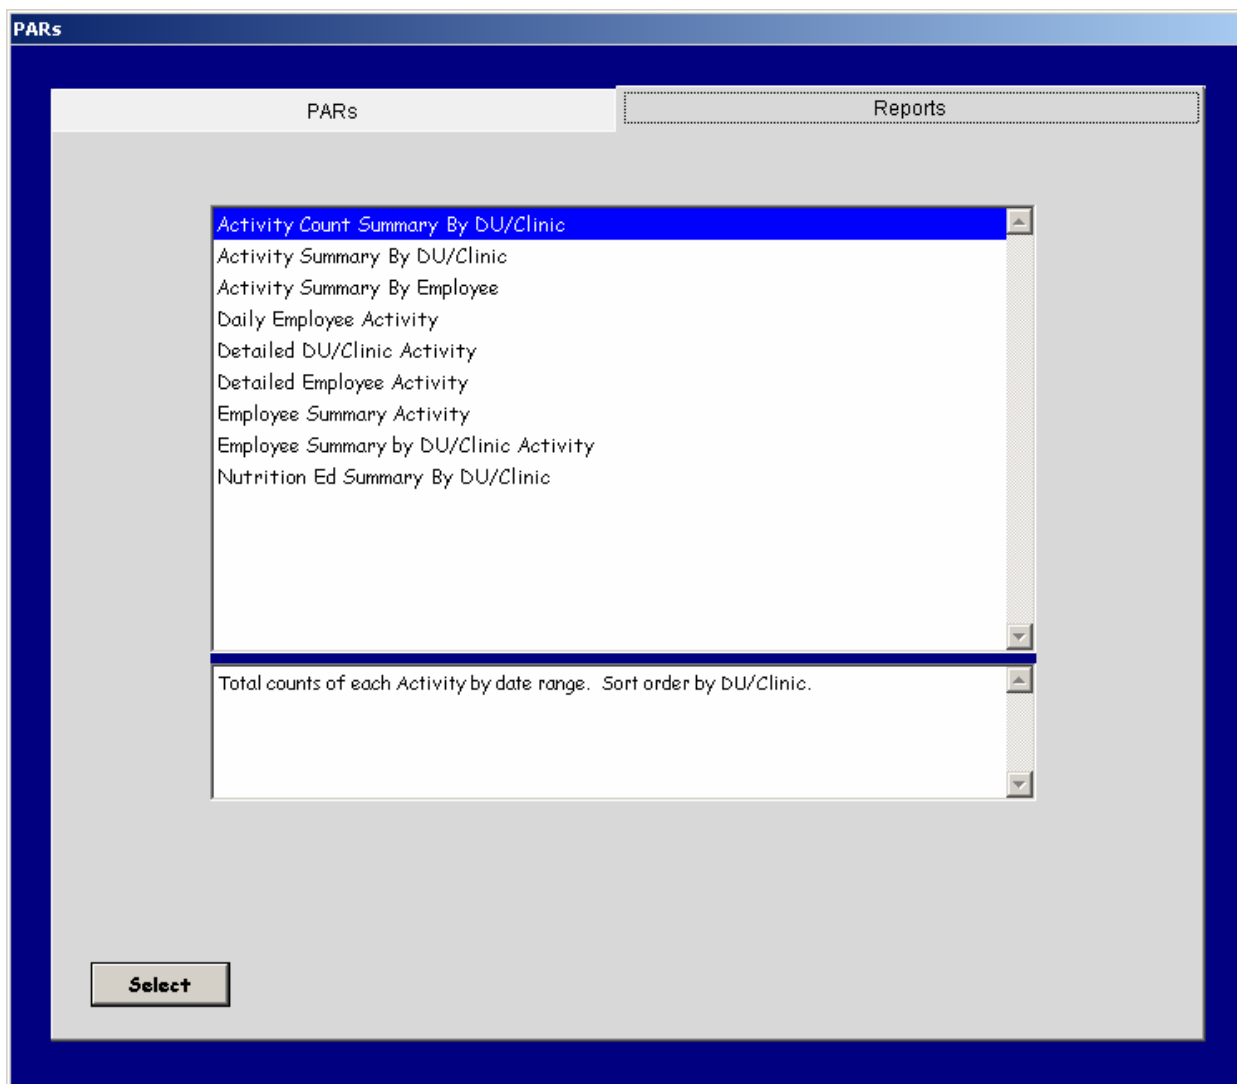 PARs
PARs
Reports
Activity Count Summary By DU/Clinic
Activity Summary By DU/Clinic
Activity Summary By Employee
Daily Employee Activity
Detailed DU/Clinic Activity
Detailed Employee Activity
Employee Summary Activity
Employee Summary by DU/Clinic Activity
Nutrition Ed Summary By DU/Clinic
Total counts of each Activity by date range.  Sort order by DU/Clinic.
Select